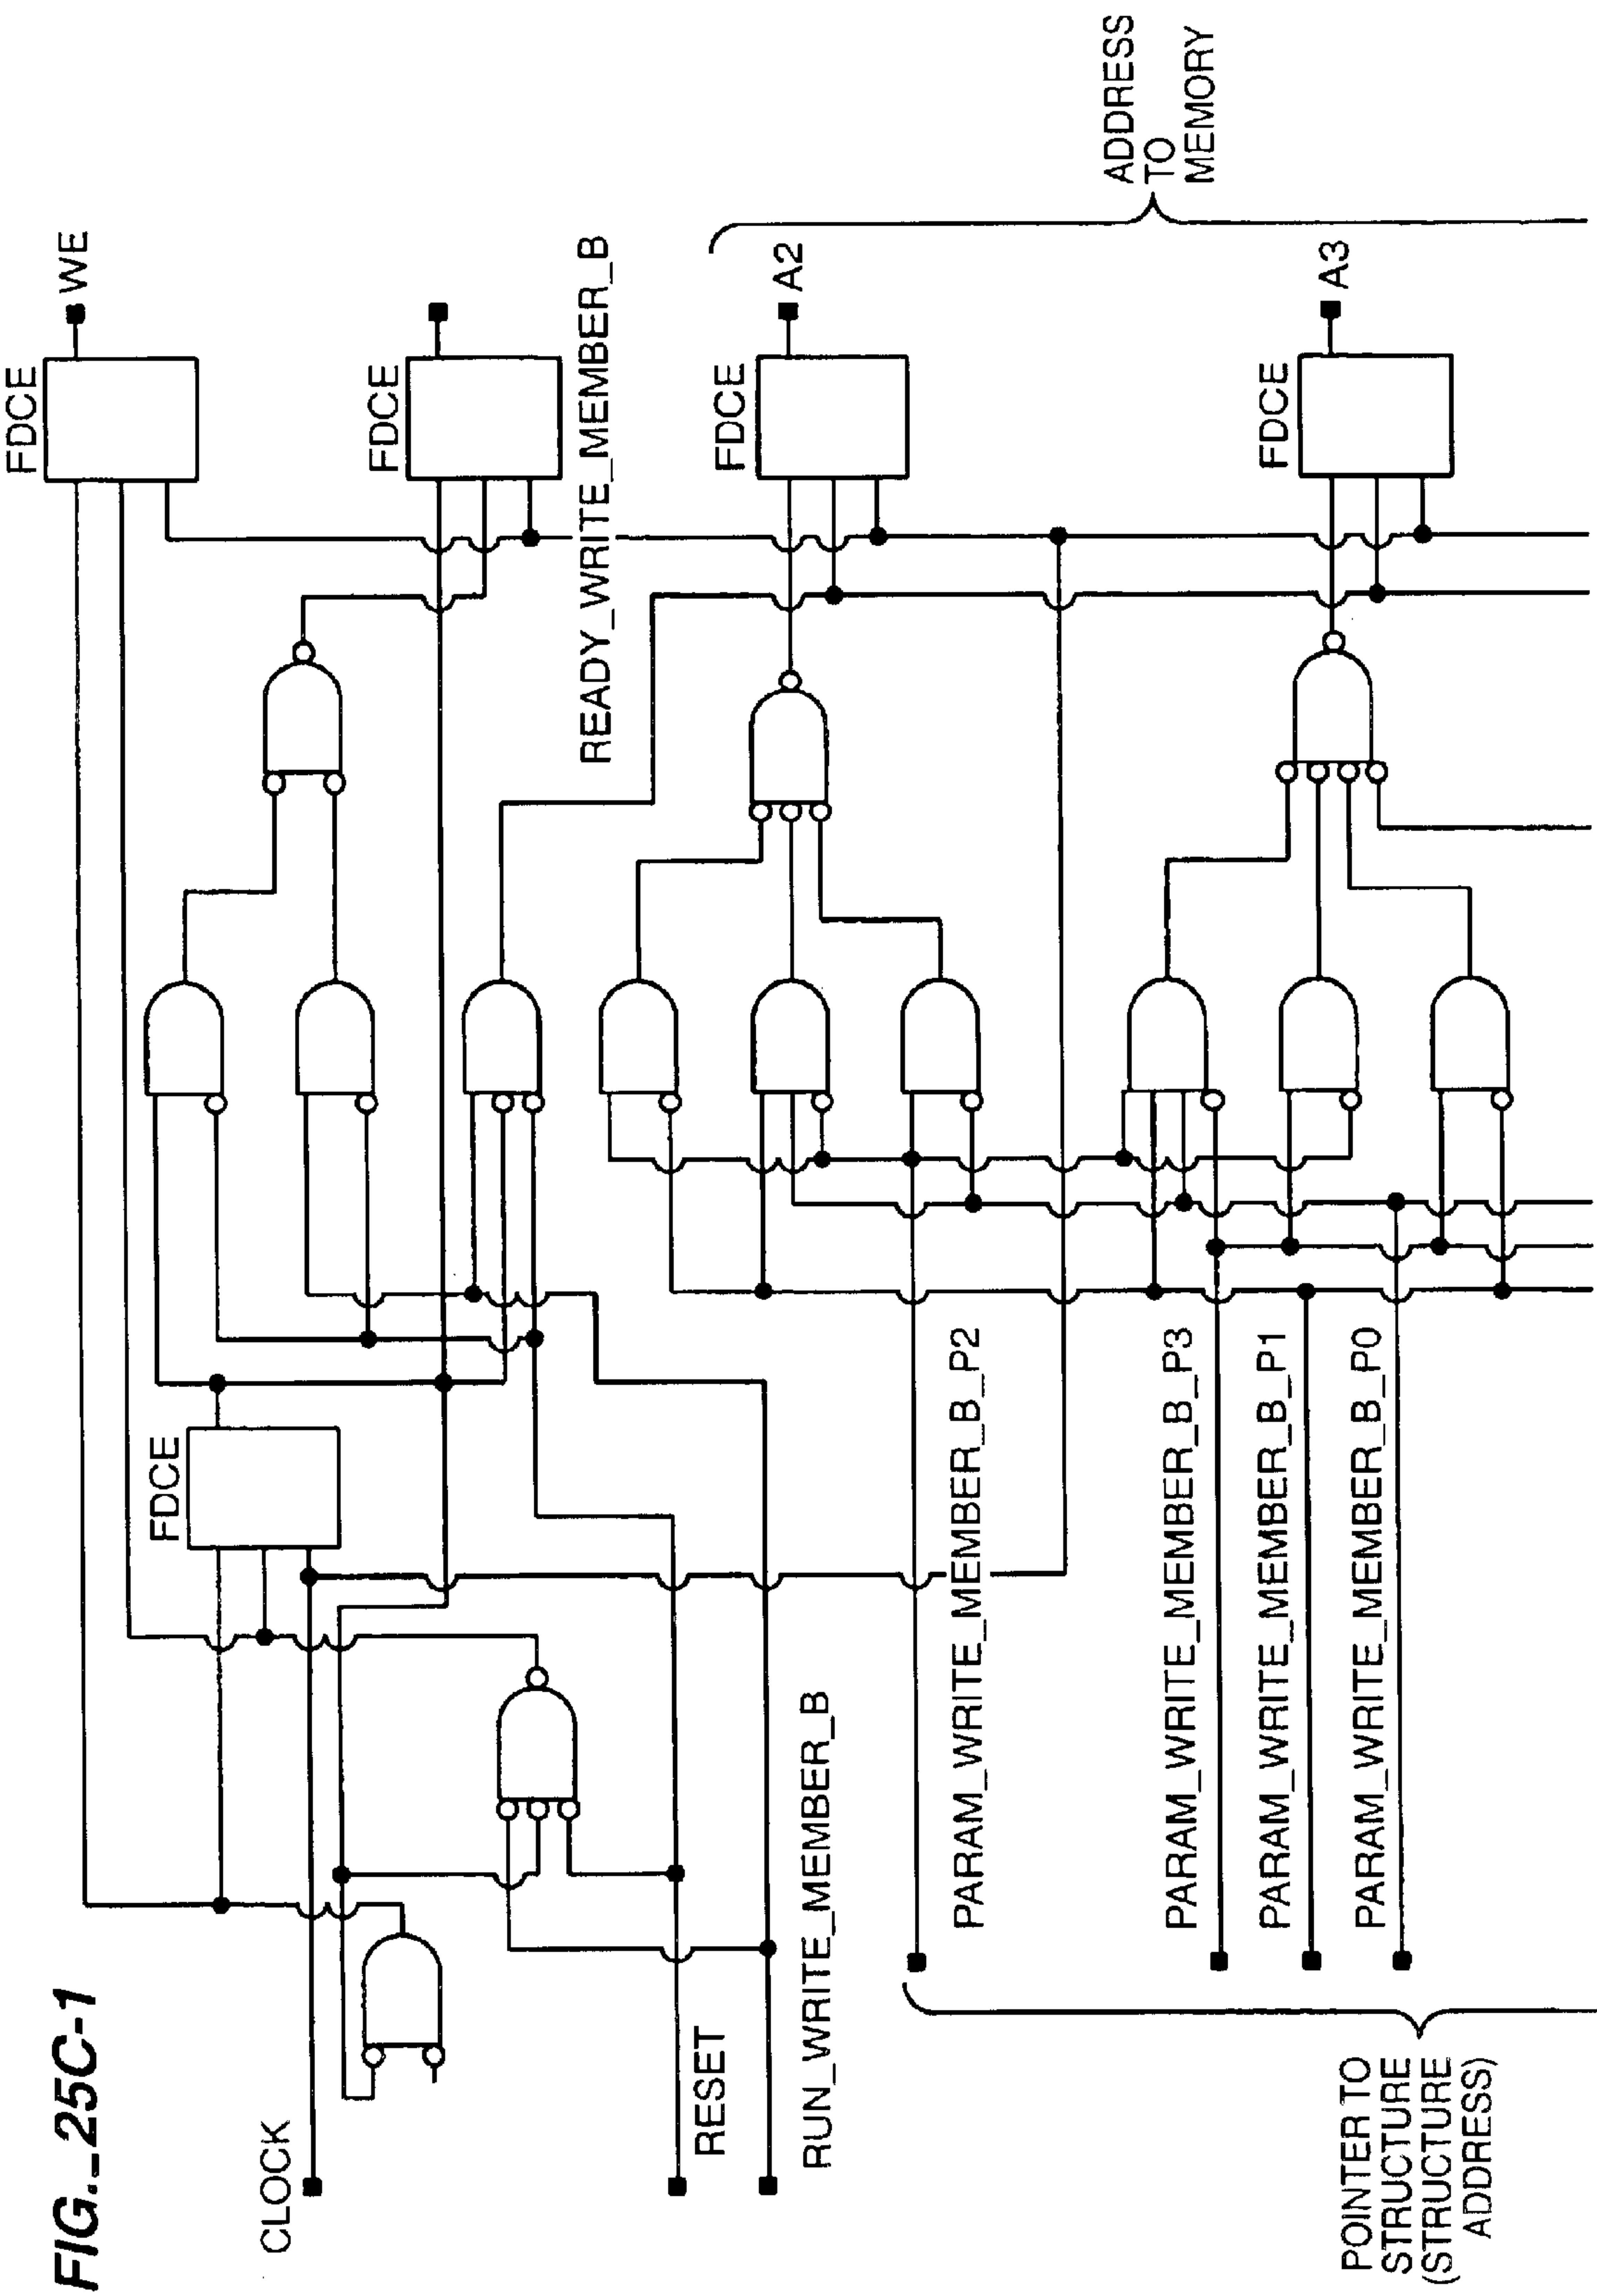 FIG._25C-1
CLOCK
RESET
RUN_WRITE_MEMBER_B
POINTER TO
STRUCTURE
(STRUCTURE
ADDRESS)
PARAM_WRITE_MEMBER_B_P2
PARAM_WRITE_MEMBER_B_P3
PARAM_WRITE_MEMBER_B_P1
PARAM_WRITE_MEMBER_B_P0
FDCE
FDCE
WE
FDCE
READY_WRITE_MEMBER_B
FDCE
A2
FDCE
A3
ADDRESS
TO
MEMORY